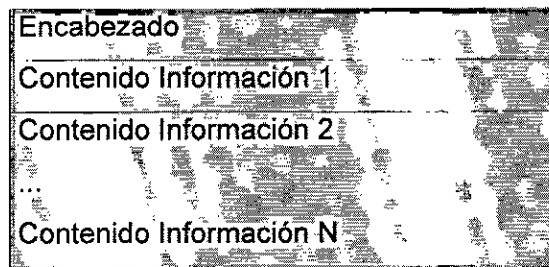 Encabezado
Contenido Información 1
Contenido Información 2
...
Contenido Información N